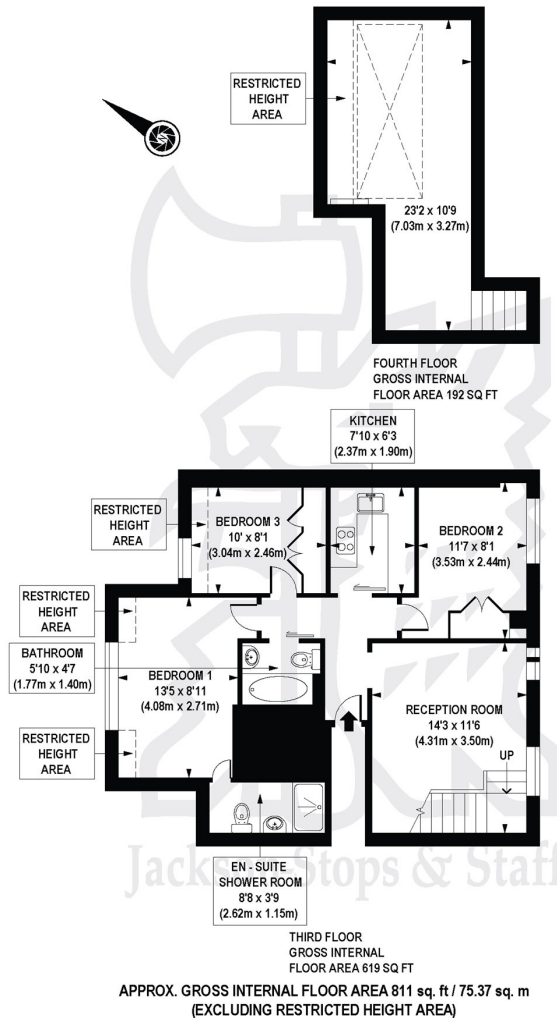 RESTRICTED
HEIGHT
AREA
23'2 x 10'9
(7.03m x 3.27m)
FOURTH FLOOR
GROSS INTERNAL
FLOOR AREA 192 SQ FT
KITCHEN
7'10 x 6'3
(2.37m x 1.90m)
RESTRICTED
HEIGHT
AREA
BEDROOM 3
10' x 8'1
(3.04m x 2.46m)
BEDROOM 2
11'7 x 8'1
(3.53m x 2.44m)
RESTRICTED
HEIGHT
AREA
BATHROOM
5'10 x 4'7
(1.77m x 1.40m)
BEDROOM 1
13'5 x 8'11
(4.08m x 2.71m)
RECEPTION ROOM
14'3 x 11'6
(4.31m x 3.50m)
RESTRICTED
HEIGHT
AREA
UP
Jacks Stops & Staff
EN - SUITE
SHOWER ROOM
8'8 x 3'9
(2.62m x 1.15m)
THIRD FLOOR
GROSS INTERNAL
FLOOR AREA 619 SQ FT
APPROX. GROSS INTERNAL FLOOR AREA 811 sq. ft / 75.37 sq. m
(EXCLUDING RESTRICTED HEIGHT AREA)